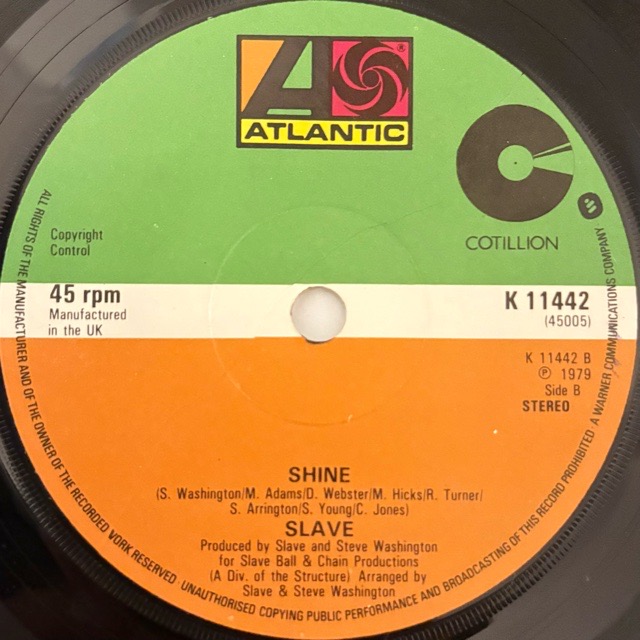 ATLANTIC
®
COTILLION
Copyright
Control
45 rpm
Manufactured
in the UK
K 11442
(45005)
K 11442 B
℗ 1979
Side B
STEREO
SHINE
(S. Washington/M. Adams/D. Webster/M. Hicks/R. Turner/
S. Arrington/S. Young/C. Jones)
SLAVE
Produced by Slave and Steve Washington
for Slave Ball & Chain Productions
(A Div. of the Structure) Arranged by
Slave & Steve Washington
ALL RIGHTS OF THE MANUFACTURER AND OF THE OWNER OF THE RECORDED WORK RESERVED UNAUTHORISED COPYING PUBLIC PERFORMANCE AND BROADCASTING OF THIS RECORD PROHIBITED A WARNER COMMUNICATIONS COMPANY